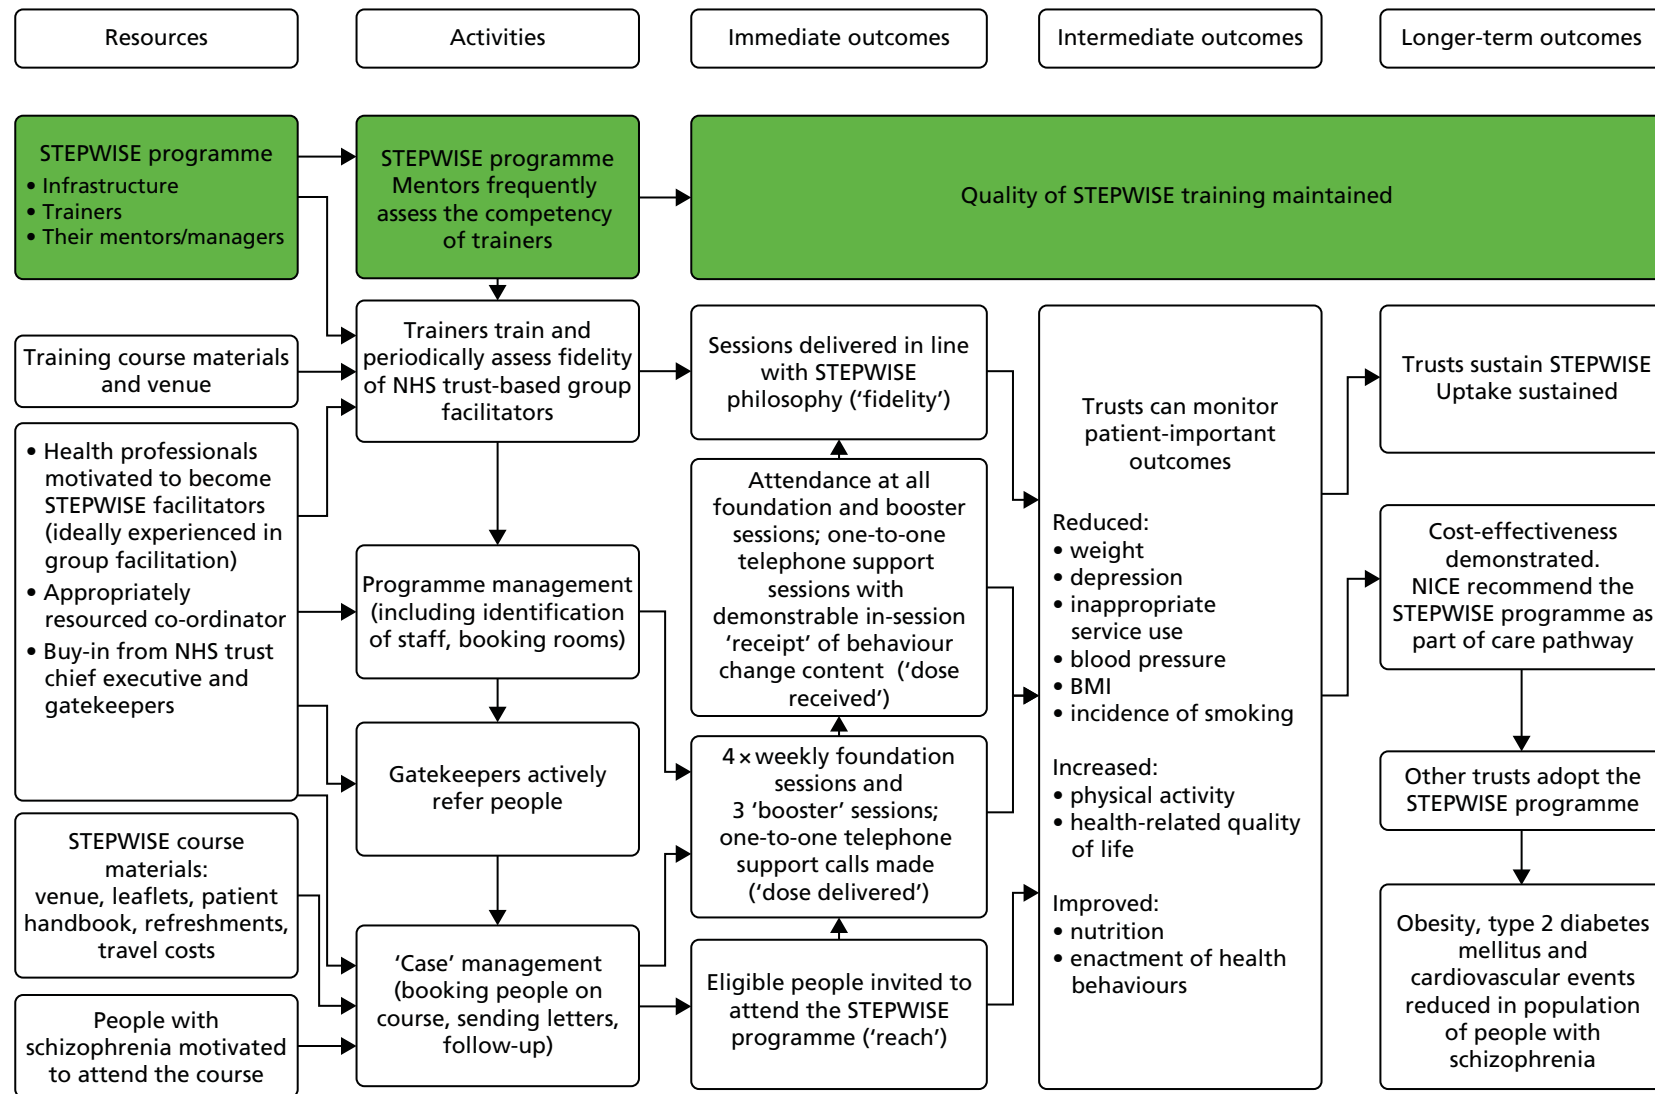 Resources
Activities
Immediate outcomes
Intermediate outcomes
Longer-term outcomes
STEPWISE programme
• Infrastructure
• Trainers
• Their mentors/managers
STEPWISE programme
Mentors frequently
assess the competency
of trainers
Quality of STEPWISE training maintained
Training course materials
and venue
Trainers train and
periodically assess fidelity
of NHS trust-based group
facilitators
Sessions delivered in line
with STEPWISE
philosophy (‘fidelity’)
Trusts can monitor
patient-important
outcomes
Reduced:
• weight
• depression
• inappropriate
service use
• blood pressure
• BMI
• incidence of smoking
Increased:
• physical activity
• health-related quality
of life
Improved:
• nutrition
• enactment of health
behaviours
Trusts sustain STEPWISE
Uptake sustained
• Health professionals
motivated to become
STEPWISE facilitators
(ideally experienced in
group facilitation)
• Appropriately
resourced co-ordinator
• Buy-in from NHS trust
chief executive and
gatekeepers
Programme management
(including identification
of staff, booking rooms)
Attendance at all
foundation and booster
sessions; one-to-one
telephone support
sessions with
demonstrable in-session
‘receipt’ of behaviour
change content (‘dose
received’)
Cost-effectiveness
demonstrated.
NICE recommend the
STEPWISE programme as
part of care pathway
Gatekeepers actively
refer people
4 × weekly foundation
sessions and
3 ‘booster’ sessions;
one-to-one telephone
support calls made
(‘dose delivered’)
Other trusts adopt the
STEPWISE programme
STEPWISE course
materials:
venue, leaflets, patient
handbook, refreshments,
travel costs
‘Case’ management
(booking people on
course, sending letters,
follow-up)
Eligible people invited to
attend the STEPWISE
programme (‘reach’)
Obesity, type 2 diabetes
mellitus and
cardiovascular events
reduced in population
of people with
schizophrenia
People with
schizophrenia motivated
to attend the course